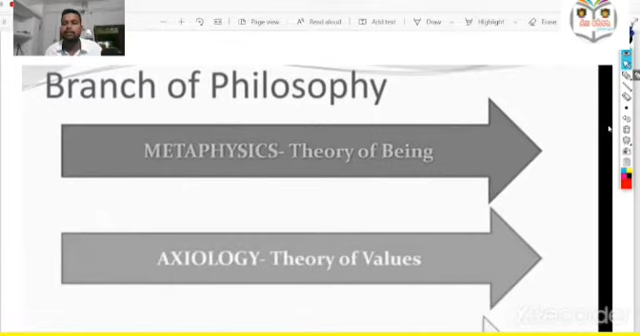 Page view
Read aloud
Add text
Draw
Highlight
Erase
Branch of Philosophy
METAPHYSICS- Theory of Being
AXIOLOGY- Theory of Values